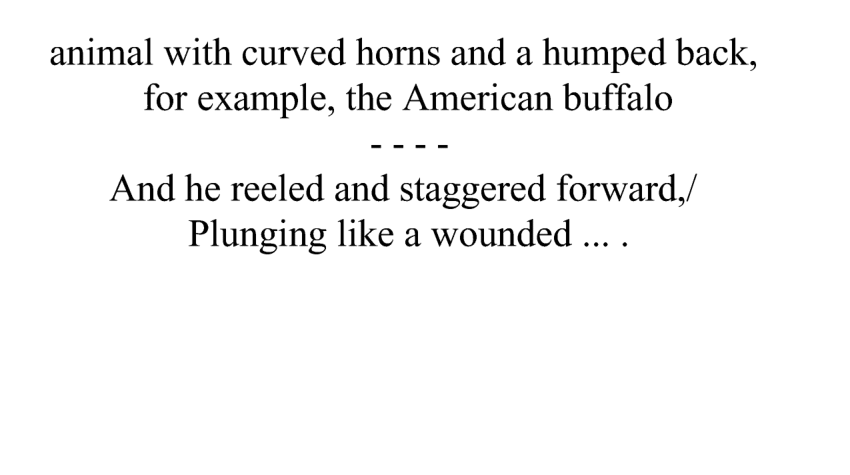 animal with curved horns and a humped back,
for example, the American buffalo
- - - -
And he reeled and staggered forward,/
Plunging like a wounded ... .